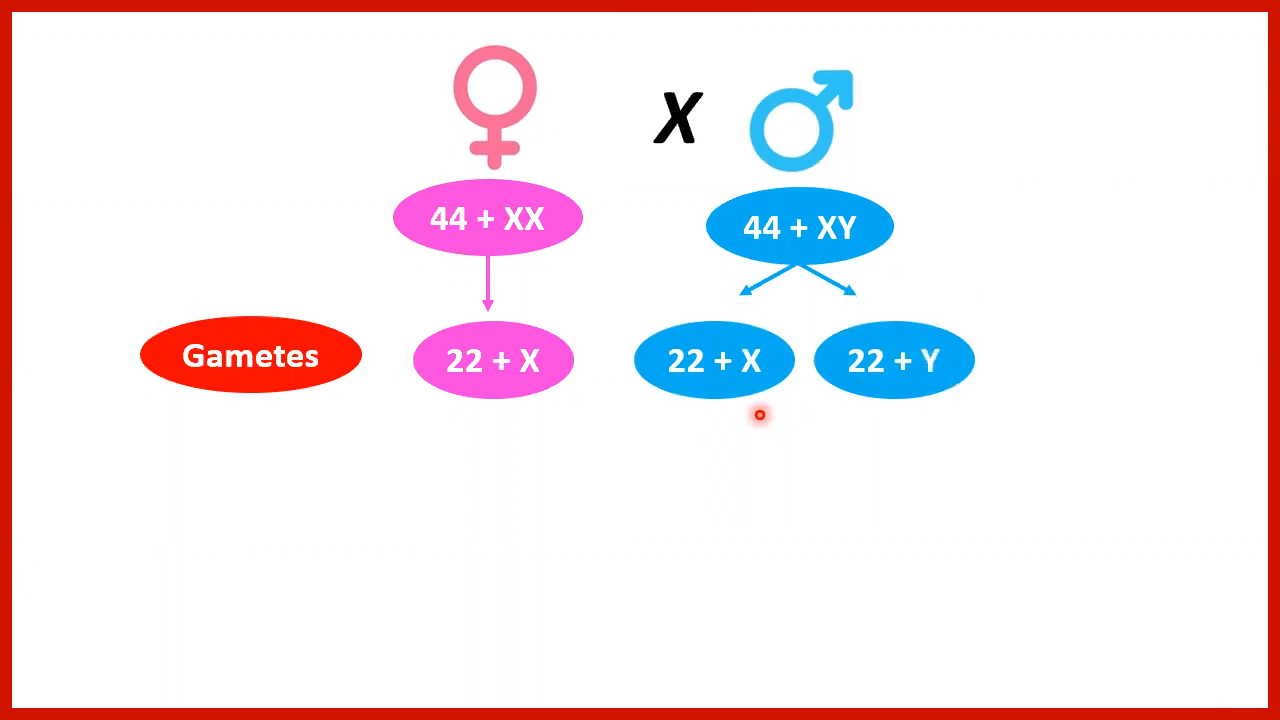 X
44 + XX
44 + XY
Gametes
22 + X
22 + X
22 + Y